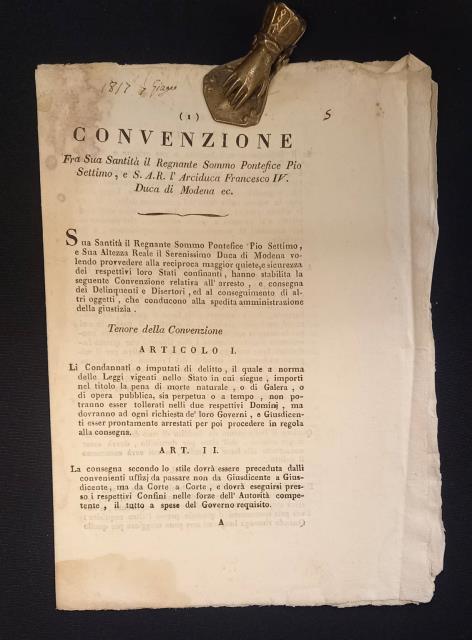 1817 7 Giugno
5
(1)
CONVENZIONE
Fra Sua Santità il Regnante Sommo Pontefice Pio
Settimo, e S. A. R. l' Arciduca Francesco IV.
Duca di Modena ec.
Sua Santità il Regnante Sommo Pontefice Pio Settimo,
e Sua Altezza Reale il Serenissimo Duca di Modena vo-
lendo provvedere alla reciproca maggior quiete, e sicurezza
dei respettivi loro Stati confinanti, hanno stabilita la
seguente Convenzione relativa all' arresto, e consegna
dei Delinquenti e Disertori, ed al conseguimento di al-
tri oggetti, che conducono alla spedita amministrazione
della giustizia.
Tenore della Convenzione
ARTICOLO I.
Li Condannati o imputati di delitto, il quale a norma
delle Leggi vigenti nello Stato in cui siegue, importi
nel titolo la pena di morte naturale, o di Galera, o
di opera pubblica, sia perpetua o a tempo, non po-
tranno esser tollerati nelli due respettivi Dominj, ma
dovranno ad ogni richiesta de' loro Governi, e Giusdicen-
ti esser prontamente arrestati per poi procedere in regola
alla consegna.
ART. II.
La consegna secondo lo stile dovrà essere preceduta dalli
convenienti uffizj da passare non da Giusdicente a Gius-
dicente, ma da Corte a Corte, e dovrà eseguirsi pres-
so i respettivi Confini nelle forze dell' Autorità compe-
tente, il tutto a spese del Governo requisito.
A